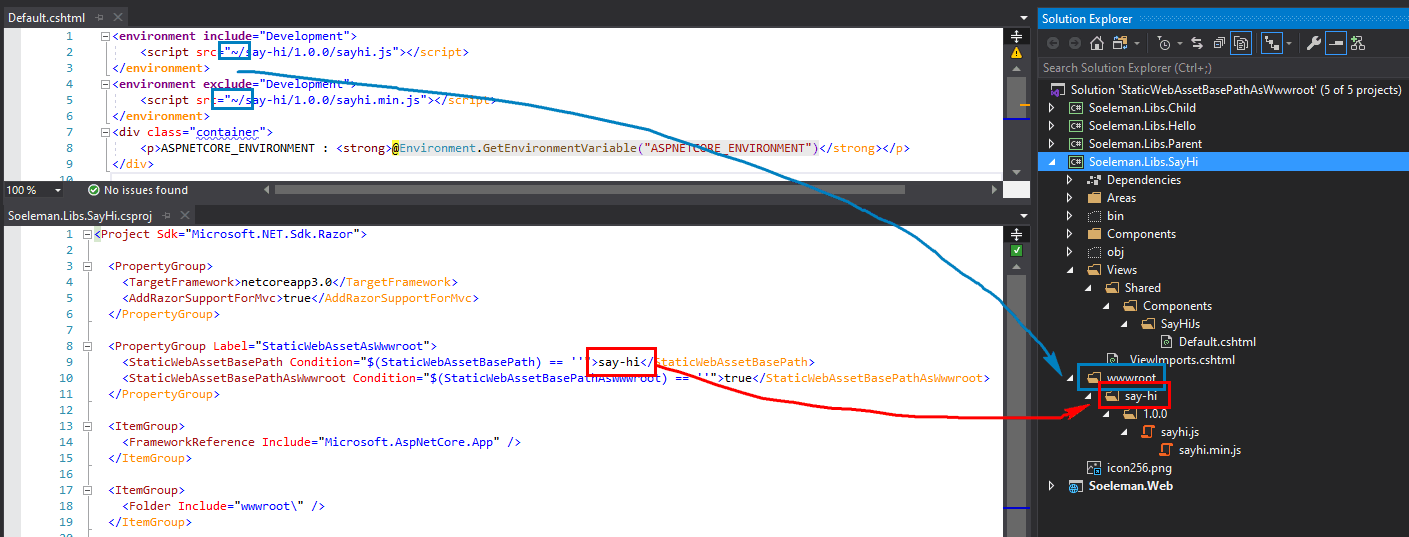 Default.cshtml
1 <environment include="Development">
2 <script src="~/say-hi/1.0.0/sayhi.js"></script>
3 </environment>
4 <environment exclude="Development">
5 <script src="~/say-hi/1.0.0/sayhi.min.js"></script>
6 </environment>
7 <div class="container">
8 <p>ASPNETCORE_ENVIRONMENT : <strong>@Environment.GetEnvironmentVariable("ASPNETCORE_ENVIRONMENT")</strong></p>
9 </div>
10
100 % No issues found
Soeleman.Libs.SayHi.csproj
1 <Project Sdk="Microsoft.NET.Sdk.Razor">
2
3 <PropertyGroup>
4 <TargetFramework>netcoreapp3.0</TargetFramework>
5 <AddRazorSupportForMvc>true</AddRazorSupportForMvc>
6 </PropertyGroup>
7
8 <PropertyGroup Label="StaticWebAssetAsWwwroot">
9 <StaticWebAssetBasePath Condition="$(StaticWebAssetBasePath) == ''">say-hi</StaticWebAssetBasePath>
10 <StaticWebAssetBasePathAsWwwroot Condition="$(StaticWebAssetBasePathAsWwwroot) == ''">true</StaticWebAssetBasePathAsWwwroot>
11 </PropertyGroup>
12
13 <ItemGroup>
14 <FrameworkReference Include="Microsoft.AspNetCore.App" />
15 </ItemGroup>
16
17 <ItemGroup>
18 <Folder Include="wwwroot\" />
19 </ItemGroup>
20
Solution Explorer
Search Solution Explorer (Ctrl+;)
Solution 'StaticWebAssetBasePathAsWwwroot' (5 of 5 projects)
C# Soeleman.Libs.Child
C# Soeleman.Libs.Hello
C# Soeleman.Libs.Parent
C# Soeleman.Libs.SayHi
Dependencies
Areas
bin
Components
obj
Views
Shared
Components
SayHiJs
Default.cshtml
_ViewImports.cshtml
wwwroot
say-hi
1.0.0
sayhi.js
sayhi.min.js
icon256.png
Soeleman.Web